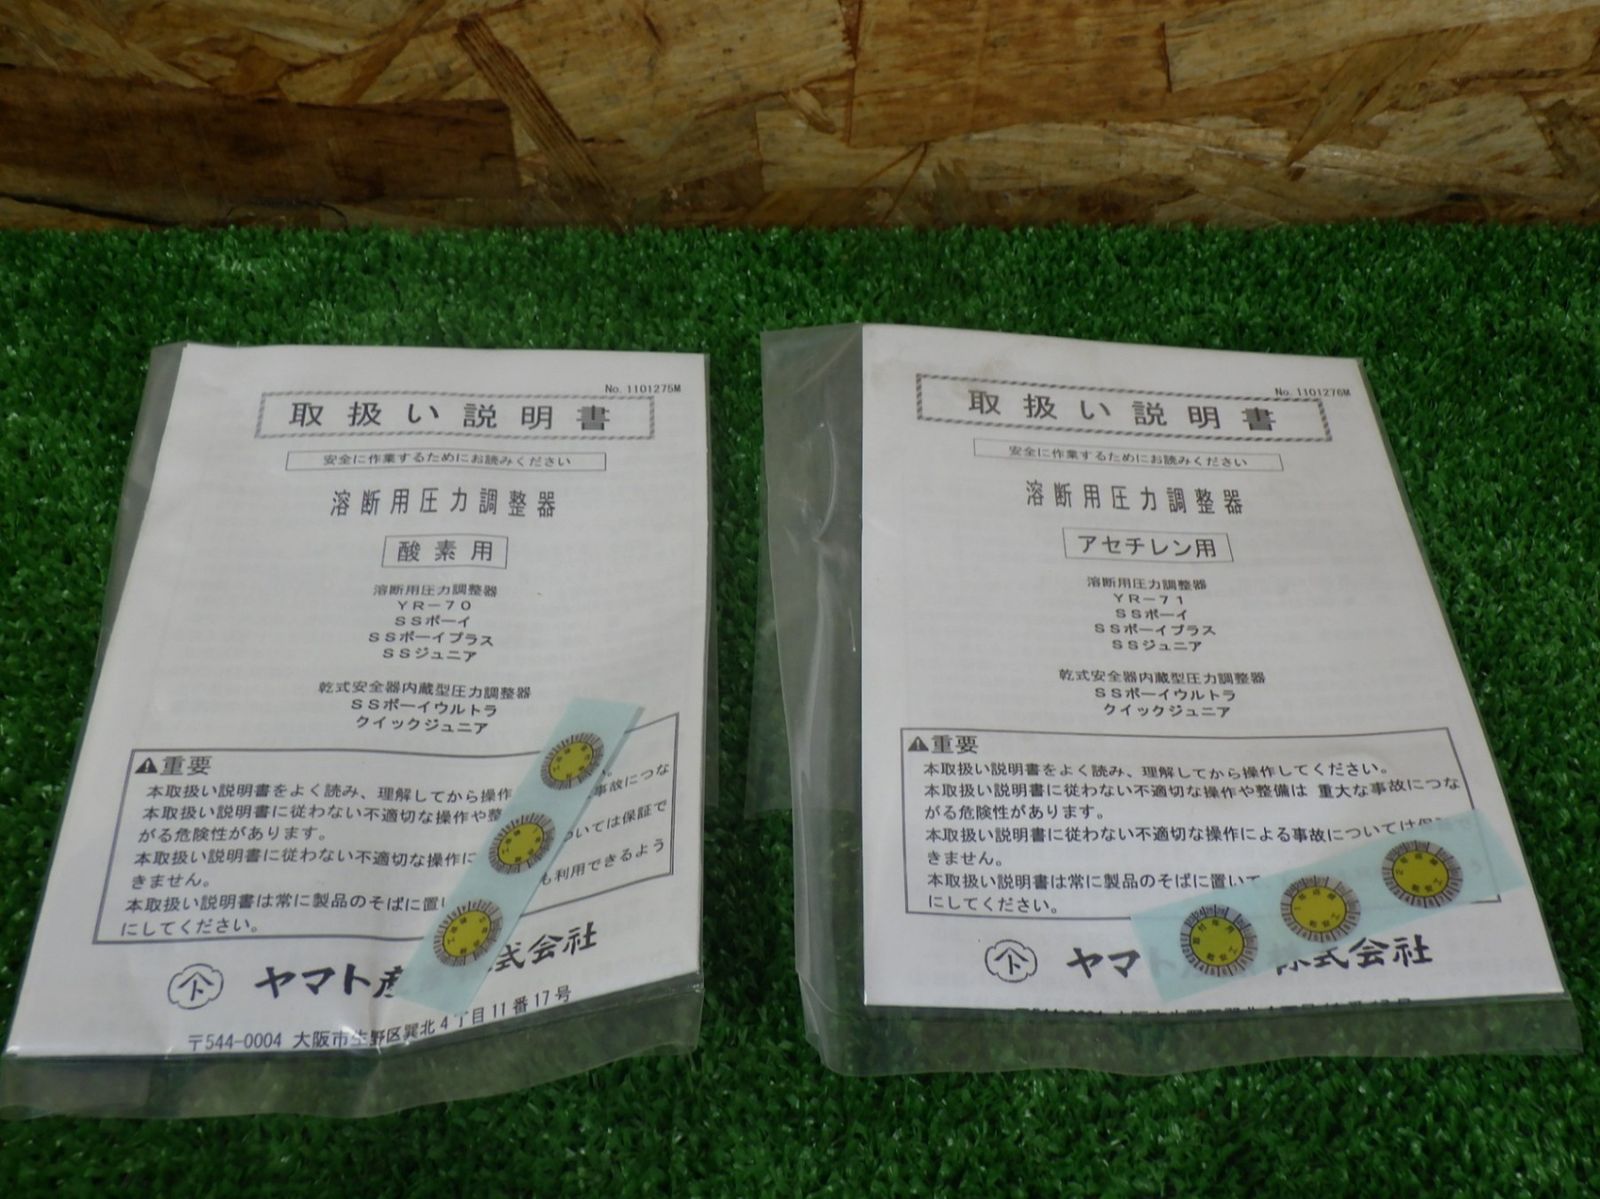 No. 1101275M
取扱い説明書
安全に作業するためにお読みください
溶断用圧力調整器
酸素用
溶断用圧力調整器
YR-70
SSボーイ
SSボーイプラス
SSジュニア
乾式安全器内蔵型圧力調整器
SSボーイウルトラ
クイックジュニア
重要
本取扱い説明書をよく読み、理解してから操作
本取扱い説明書に従わない不適切な操作や整 事故につな
がる危険性があります。
本取扱い説明書に従わない不適切な操作に ついては保証で
きません。
本取扱い説明書は常に製品のそばに置い も利用できるよう
にしてください。
ヤマト産 式会社
〒544-0004 大阪市生野区巽北4丁目11番17号
No. 1101276M
取扱い説明書
安全に作業するためにお読みください
溶断用圧力調整器
アセチレン用
溶断用圧力調整器
YR-71
SSボーイ
SSボーイプラス
SSジュニア
乾式安全器内蔵型圧力調整器
SSボーイウルトラ
クイックジュニア
重要
本取扱い説明書をよく読み、理解してから操作してください。
本取扱い説明書に従わない不適切な操作や整備は 重大な事故につな
がる危険性があります。
本取扱い説明書に従わない不適切な操作による事故については保証で
きません。
本取扱い説明書は常に製品のそばに置いて
にしてください。
ヤマ 株式会社